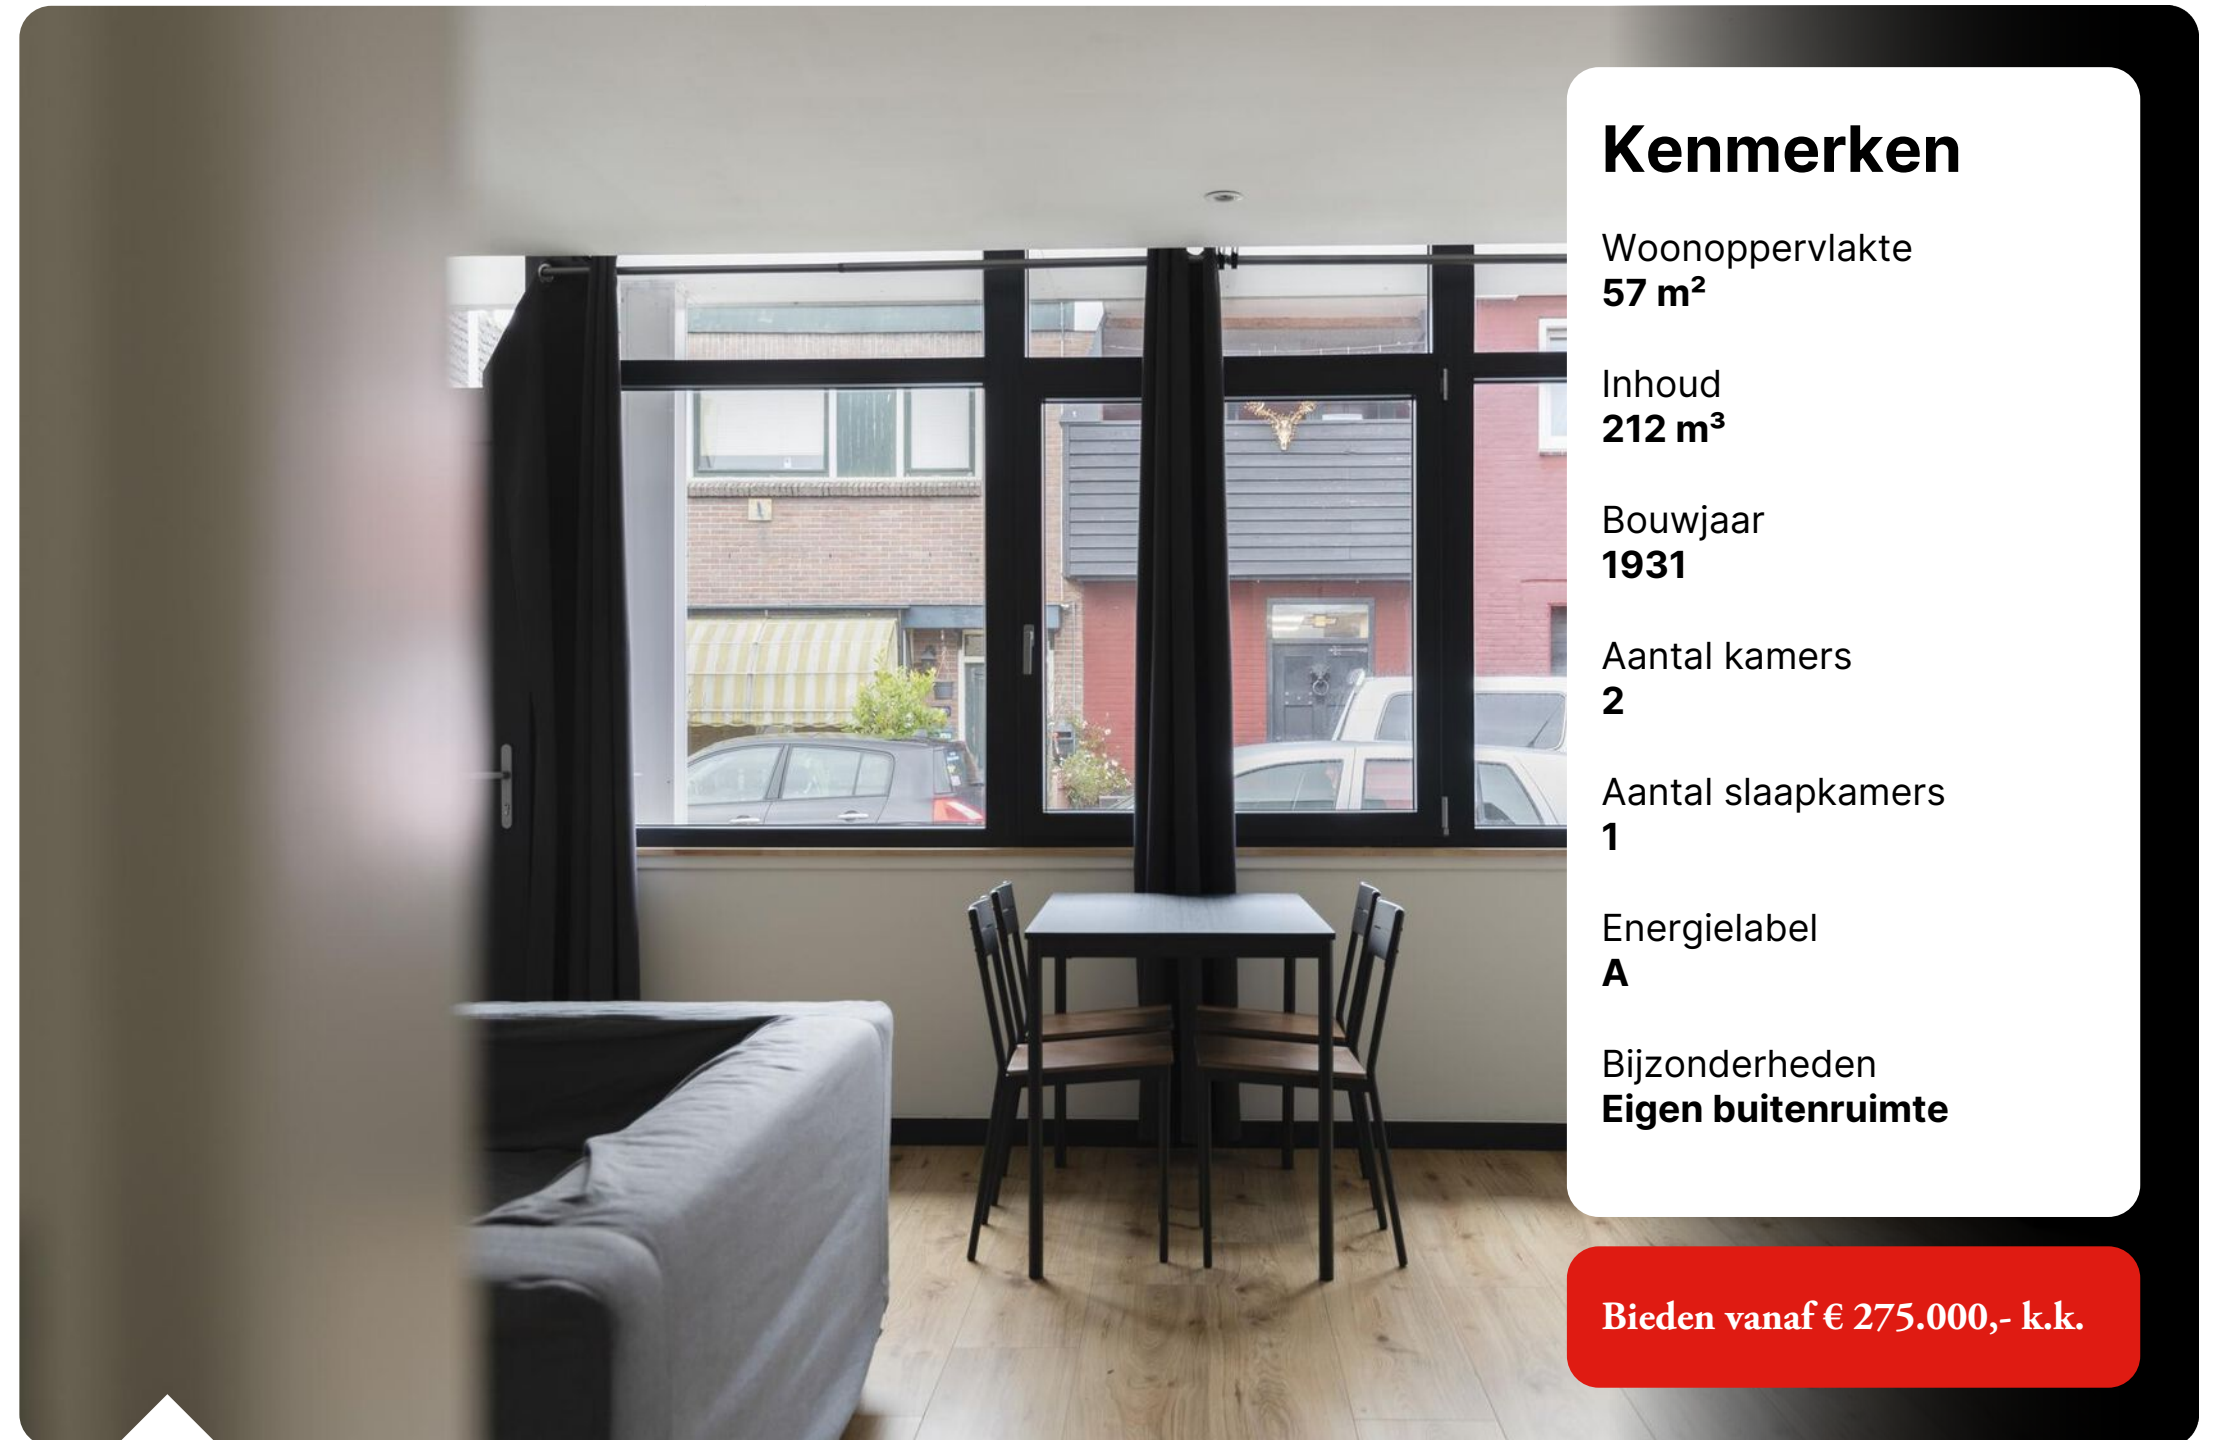 Kenmerken
Woonoppervlakte
57 m²
Inhoud
212 m³
Bouwjaar
1931
Aantal kamers
2
Aantal slaapkamers
1
Energielabel
A
Bijzonderheden
Eigen buitenruimte
Bieden vanaf € 275.000,- k.k.